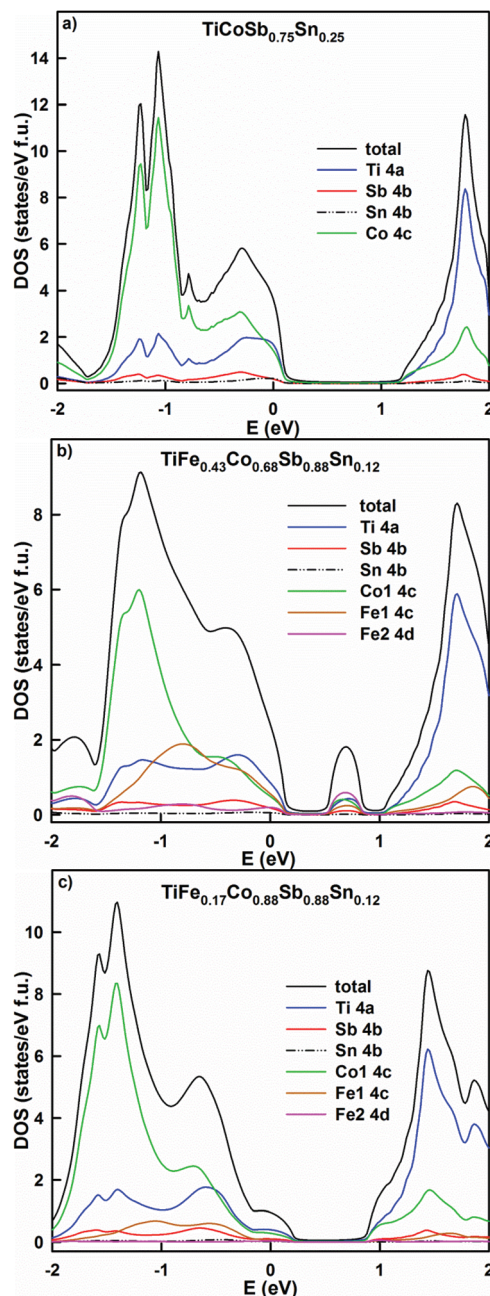 a)
TiCoSb0.75Sn0.25
14
12
10
8
6
4
2
0
DOS (states/eV f.u.)
total
Ti 4a
Sb 4b
Sn 4b
Co 4c
-2 -1 0 1 2
E (eV)
b)
TiFe0.43Co0.68Sb0.88Sn0.12
8
6
4
2
0
DOS (states/eV f.u.)
total
Ti 4a
Sb 4b
Sn 4b
Co1 4c
Fe1 4c
Fe2 4d
-2 -1 0 1 2
E (eV)
c)
TiFe0.17Co0.88Sb0.88Sn0.12
10
8
6
4
2
0
DOS (states/eV f.u.)
total
Ti 4a
Sb 4b
Sn 4b
Co1 4c
Fe1 4c
Fe2 4d
-2 -1 0 1 2
E (eV)